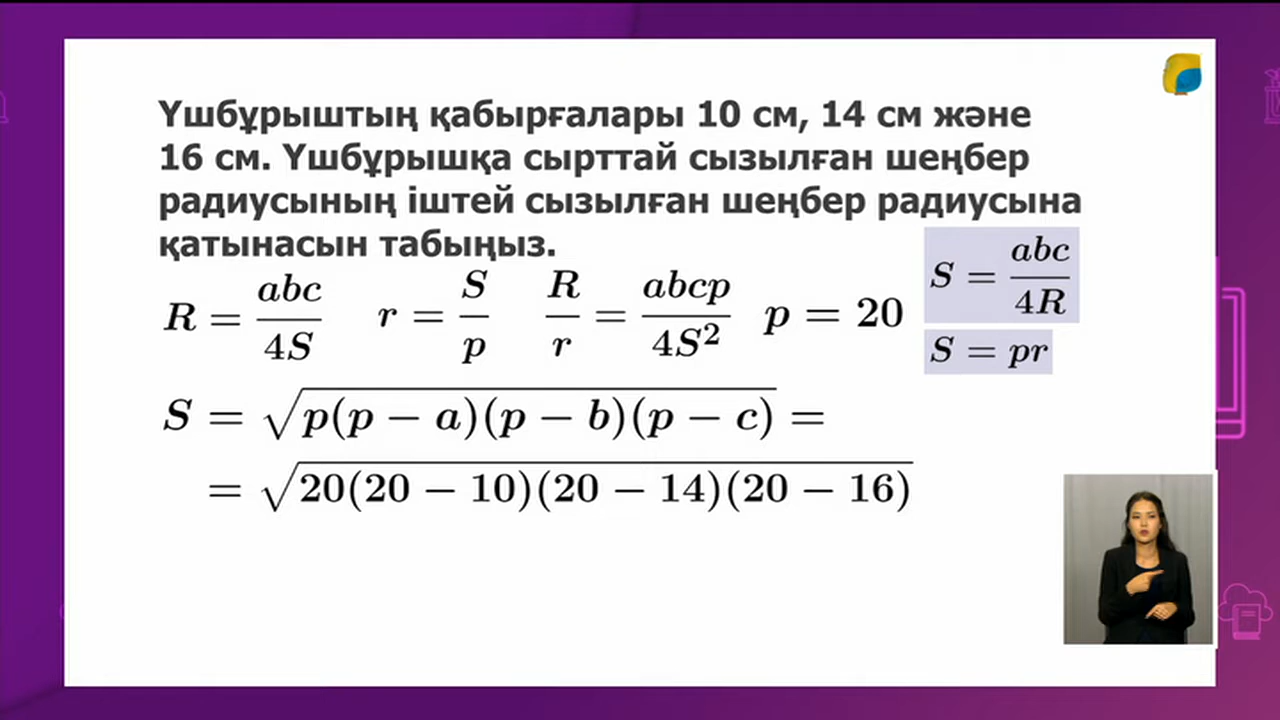 Үшбұрыштың қабырғалары 10 см, 14 см және
16 см. Үшбұрышқа сырттай сызылған шеңбер
радиусының іштей сызылған шеңбер радиусына
қатынасын табыңыз.
R = abc/4S   r = S/p   R/r = abcp/4S²   p = 20
S = abc/4R
S = pr
S = √(p(p − a)(p − b)(p − c)) =
= √(20(20 − 10)(20 − 14)(20 − 16))